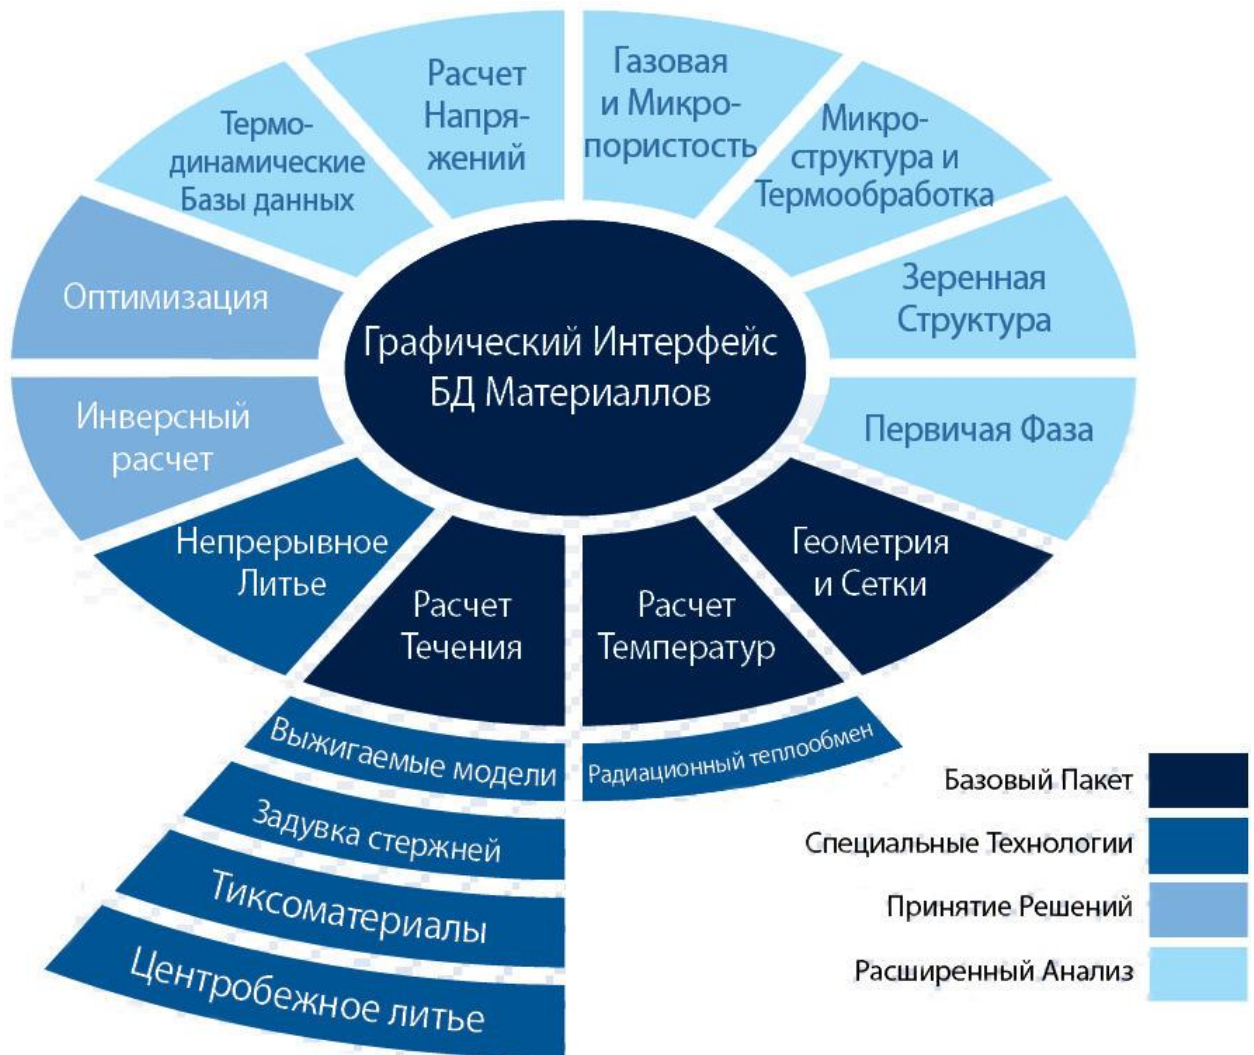 Расчет
Напря-
жений
Газовая
и Микро-
пористость
Термо-
динамические
Базы данных
Микро-
структура и
Термообработка
Оптимизация
Зеренная
Структура
Графический Интерфейс
БД Материаллов
Инверсный
расчет
Первичая Фаза
Непрерывное
Литье
Расчет
Течения
Расчет
Температур
Геометрия
и Сетки
Выжигаемые модели
Радиационный теплообмен
Задувка стержней
Тиксоматериалы
Центробежное литье
Базовый Пакет
Специальные Технологии
Принятие Решений
Расширенный Анализ